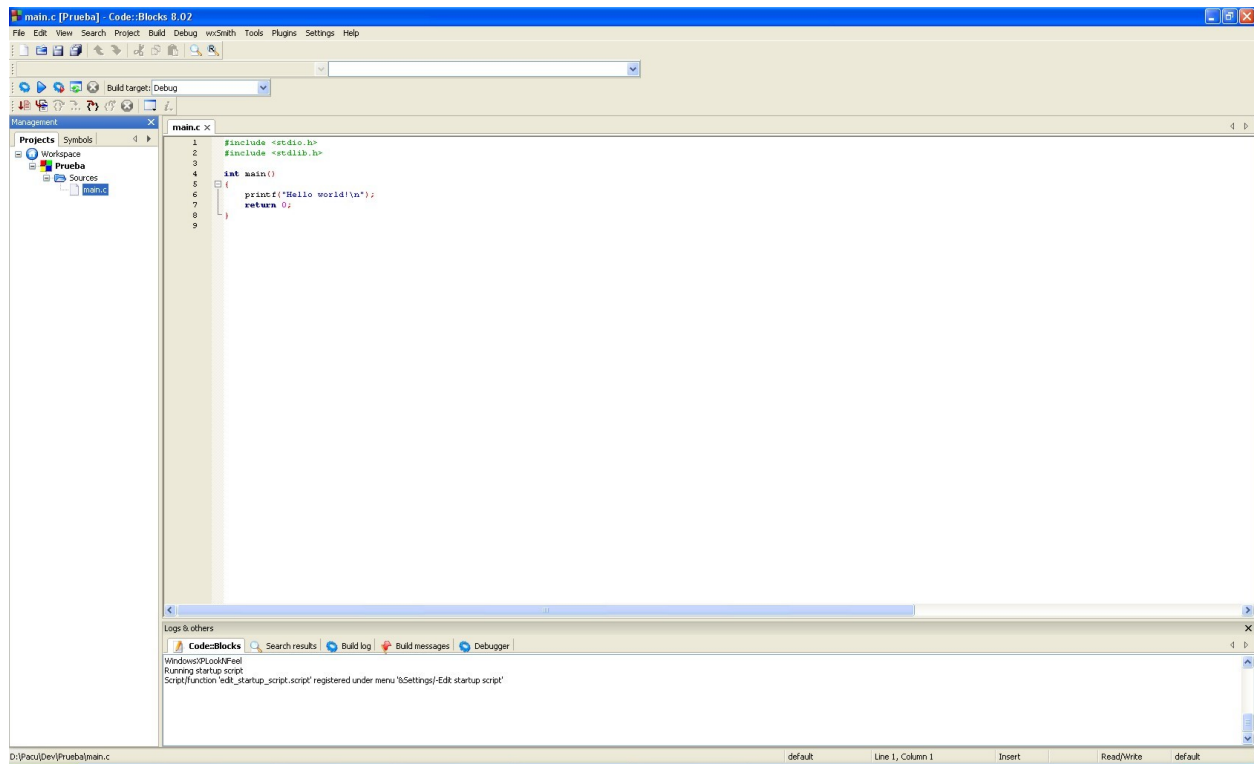 main.c [Prueba] - Code::Blocks 8.02
File Edit View Search Project Build Debug wxSmith Tools Plugins Settings Help
Build target: Debug
Management
Projects Symbols
Workspace
Prueba
Sources
main.c
main.c
1 #include <stdio.h>
2 #include <stdlib.h>
3
4 int main()
5 {
6 printf("Hello world!\n");
7 return 0;
8 }
9
Logs & others
Code::Blocks Search results Build log Build messages Debugger
WindowsXPLookNFeel
Running startup script
Script/function 'edit_startup_script.script' registered under menu '&Settings/-Edit startup script'
D:\Pacu\Dev\Prueba\main.c default Line 1, Column 1 Insert Read/Write default